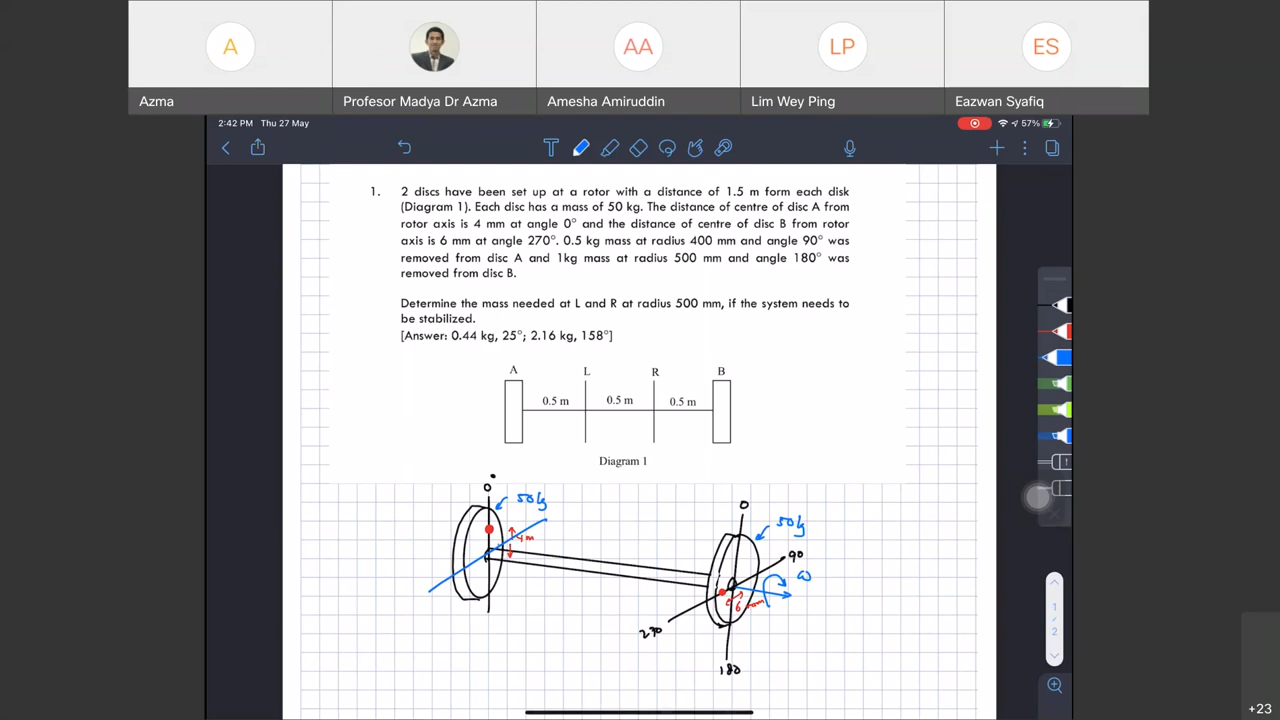 A AA LP ES
Azma Profesor Madya Dr Azma Amesha Amiruddin Lim Wey Ping Eazwan Syafiq
2:42 PM Thu 27 May 57%
T
1. 2 discs have been set up at a rotor with a distance of 1.5 m form each disk
(Diagram 1). Each disc has a mass of 50 kg. The distance of centre of disc A from
rotor axis is 4 mm at angle 0° and the distance of centre of disc B from rotor
axis is 6 mm at angle 270°. 0.5 kg mass at radius 400 mm and angle 90° was
removed from disc A and 1kg mass at radius 500 mm and angle 180° was
removed from disc B.
Determine the mass needed at L and R at radius 500 mm, if the system needs to
be stabilized.
[Answer: 0.44 kg, 25°; 2.16 kg, 158°]
A L R B
0.5 m 0.5 m 0.5 m
Diagram 1
0° 50kg 0
4m 50kg
90
ω
6mm
270
180
1
2
+23